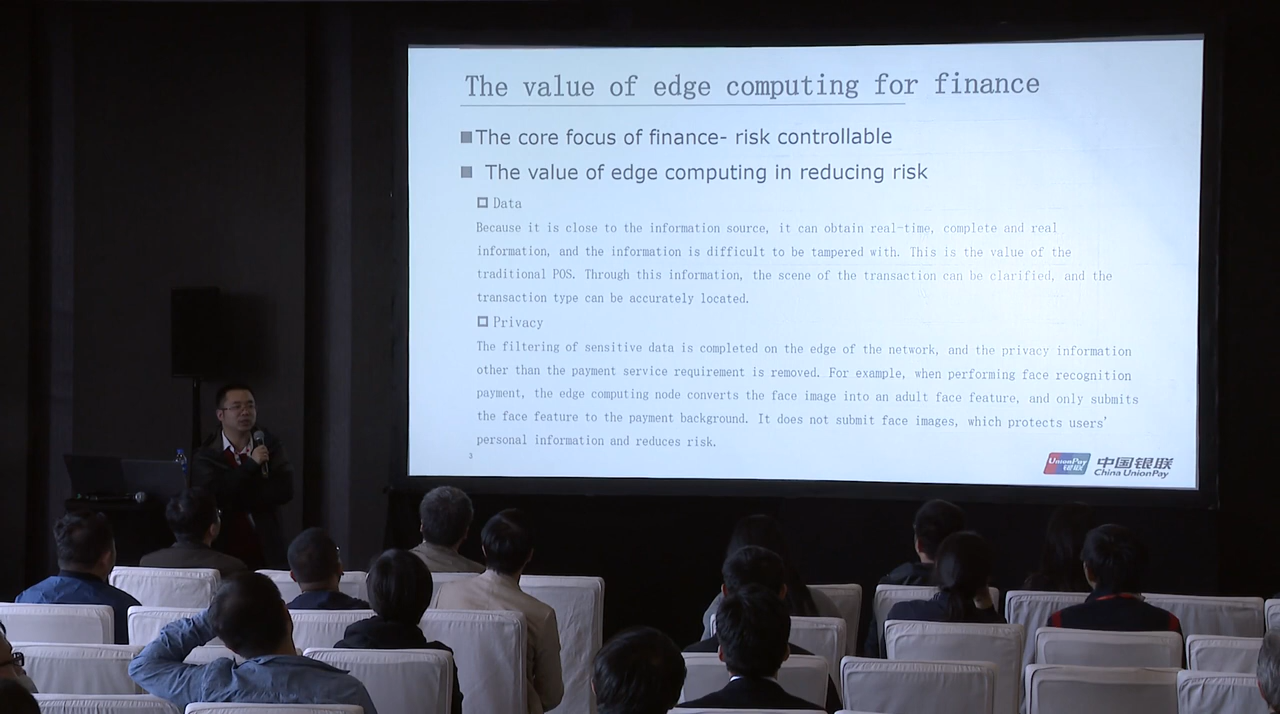 The value of edge computing for finance
The core focus of finance- risk controllable
The value of edge computing in reducing risk
Data
Because it is close to the information source, it can obtain real-time, complete and real
information, and the information is difficult to be tampered with. This is the value of the
traditional POS. Through this information, the scene of the transaction can be clarified, and the
transaction type can be accurately located.
Privacy
The filtering of sensitive data is completed on the edge of the network, and the privacy information
other than the payment service requirement is removed. For example, when performing face recognition
payment, the edge computing node converts the face image into an adult face feature, and only submits
the face feature to the payment background. It does not submit face images, which protects users'
personal information and reduces risk.
3
UnionPay
银联
中国银联
China UnionPay